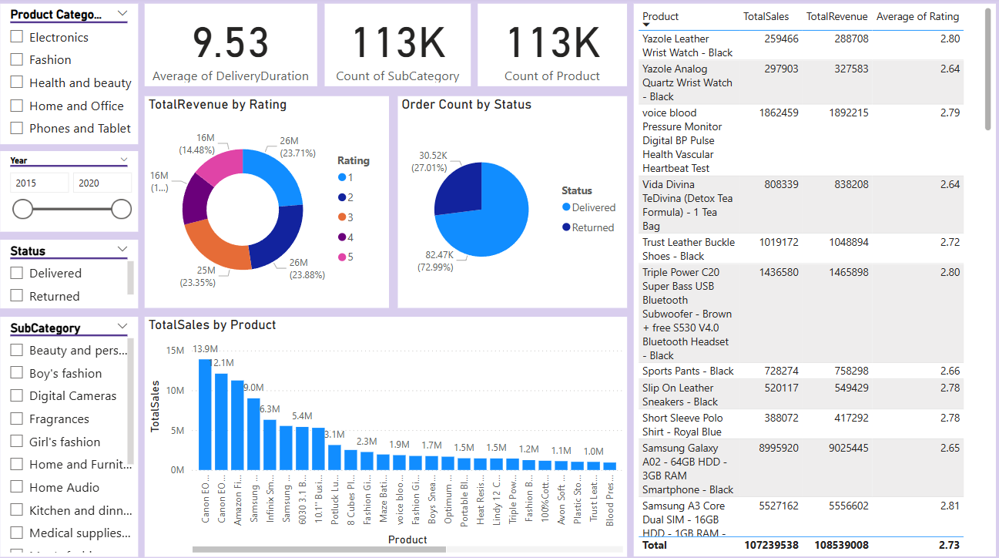 Product Catego...
Electronics
Fashion
Health and beauty
Home and Office
Phones and Tablet
Year
2015 2020
Status
Delivered
Returned
SubCategory
Beauty and pers...
Boy's fashion
Digital Cameras
Fragrances
Girl's fashion
Home and Furnit...
Home Audio
Kitchen and dinn...
Medical supplies...
9.53
Average of DeliveryDuration
113K
Count of SubCategory
113K
Count of Product
TotalRevenue by Rating
26M
(23.71%)
26M
(23.88%)
25M
(23.35%)
16M
(1...)
16M
(14.48%)
Rating
1
2
3
4
5
Order Count by Status
30.52K
(27.01%)
82.47K
(72.99%)
Status
Delivered
Returned
TotalSales by Product
TotalSales
15M
10M
5M
0M
13.9M
12.1M
9.0M
6.3M
5.4M
3.1M
2.3M
1.9M
1.7M
1.5M
1.5M
1.2M
1.1M
1.0M
Canon EO...
Canon EO...
Amazon Fi...
Samsung ...
Infinix Sm...
Samsung ...
6030 3.1 B...
10.1" Busi...
Potluck Lu...
8 Cubes Pl...
Fashion Gi...
Maze Bati...
voice bloo...
Fashion Gi...
Boys Snea...
Optimum ...
Portable Bl...
Heat Resis...
Lindy 12 C...
Triple Pow...
Fashion B...
100%Cott...
Avon Soft ...
Plastic Sto...
Trust Leat...
Blood Pres...
Product
Product TotalSales TotalRevenue Average of Rating
Yazole Leather 259466 288708 2.80
Wrist Watch - Black
Yazole Analog 297903 327583 2.64
Quartz Wrist Watch
- Black
voice blood 1862459 1892215 2.79
Pressure Monitor
Digital BP Pulse
Health Vascular
Heartbeat Test
Vida Divina 808339 838208 2.64
TeDivina (Detox Tea
Formula) - 1 Tea
Bag
Trust Leather Buckle 1019172 1048894 2.72
Shoes - Black
Triple Power C20 1436580 1465898 2.80
Super Bass USB
Bluetooth
Subwoofer - Brown
+ free S530 V4.0
Bluetooth Headset
- Black
Sports Pants - Black 728274 758298 2.66
Slip On Leather 520117 549429 2.78
Sneakers - Black
Short Sleeve Polo 388072 417292 2.78
Shirt - Royal Blue
Samsung Galaxy 8995920 9025445 2.65
A02 - 64GB HDD -
3GB RAM
Smartphone - Black
Samsung A3 Core 5527162 5556602 2.81
Dual SIM - 16GB
HDD - 1GB RAM -
Total 107239538 108539008 2.73